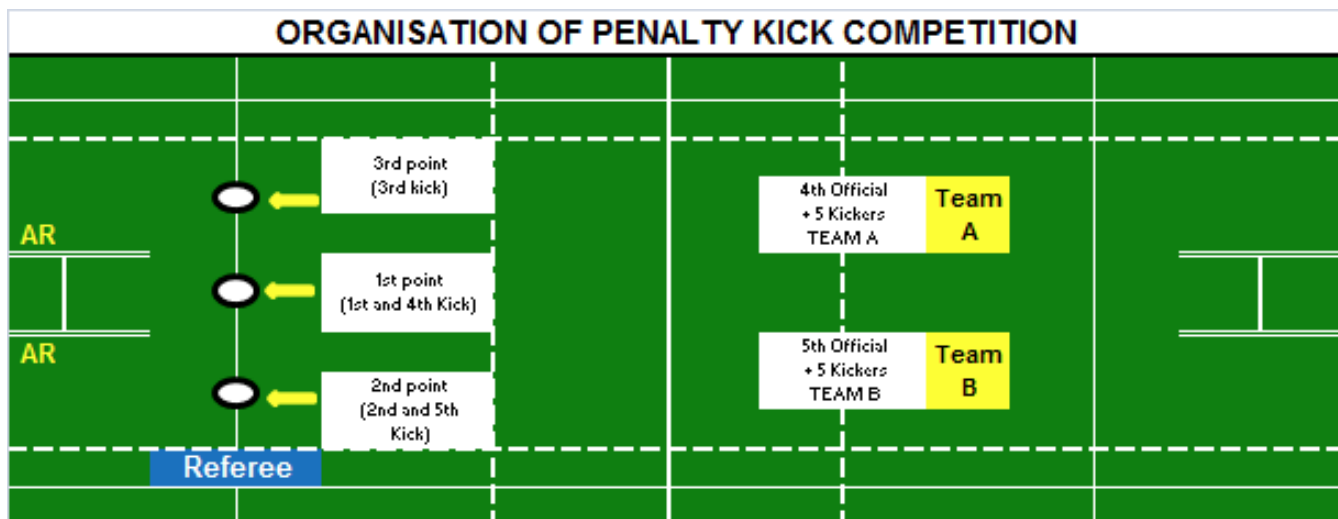 ORGANISATION OF PENALTY KICK COMPETITION
3rd point
(3rd kick)
4th Official
+ 5 Kickers
TEAM A
Team
A
AR
1st point
(1st and 4th Kick)
AR
5th Official
+ 5 Kickers
TEAM B
Team
B
2nd point
(2nd and 5th
Kick)
Referee